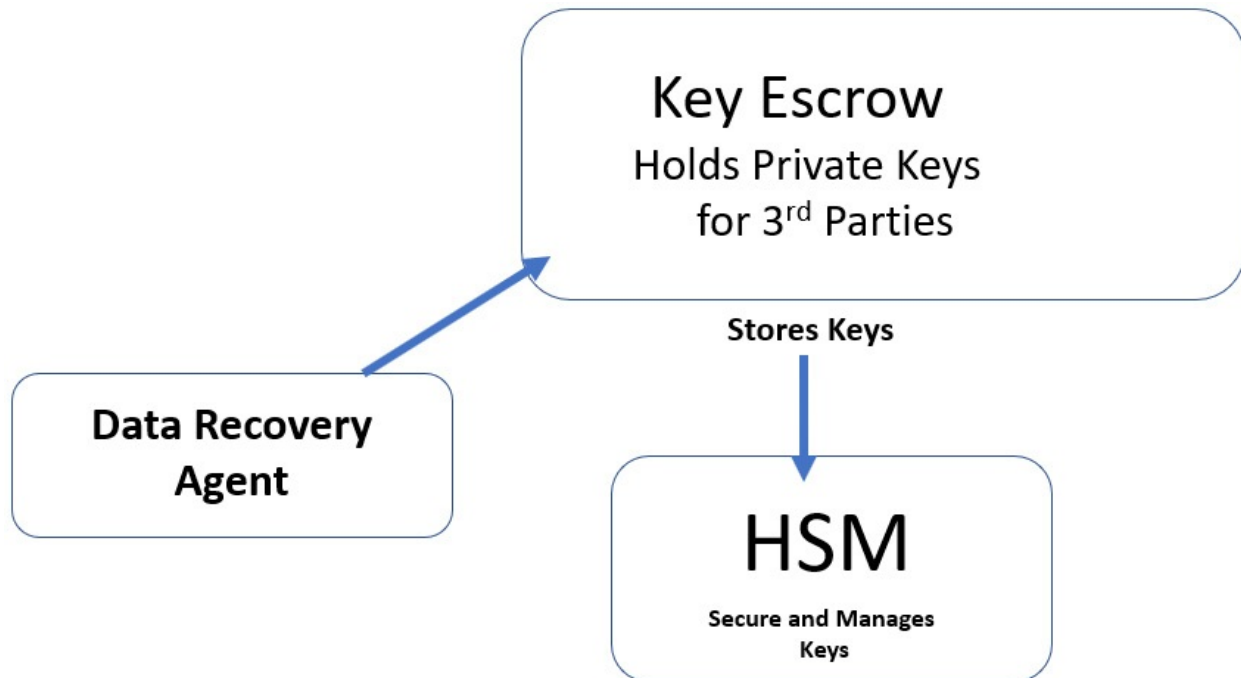 Key Escrow
Holds Private Keys
for 3rd Parties
Stores Keys
Data Recovery
Agent
HSM
Secure and Manages
Keys